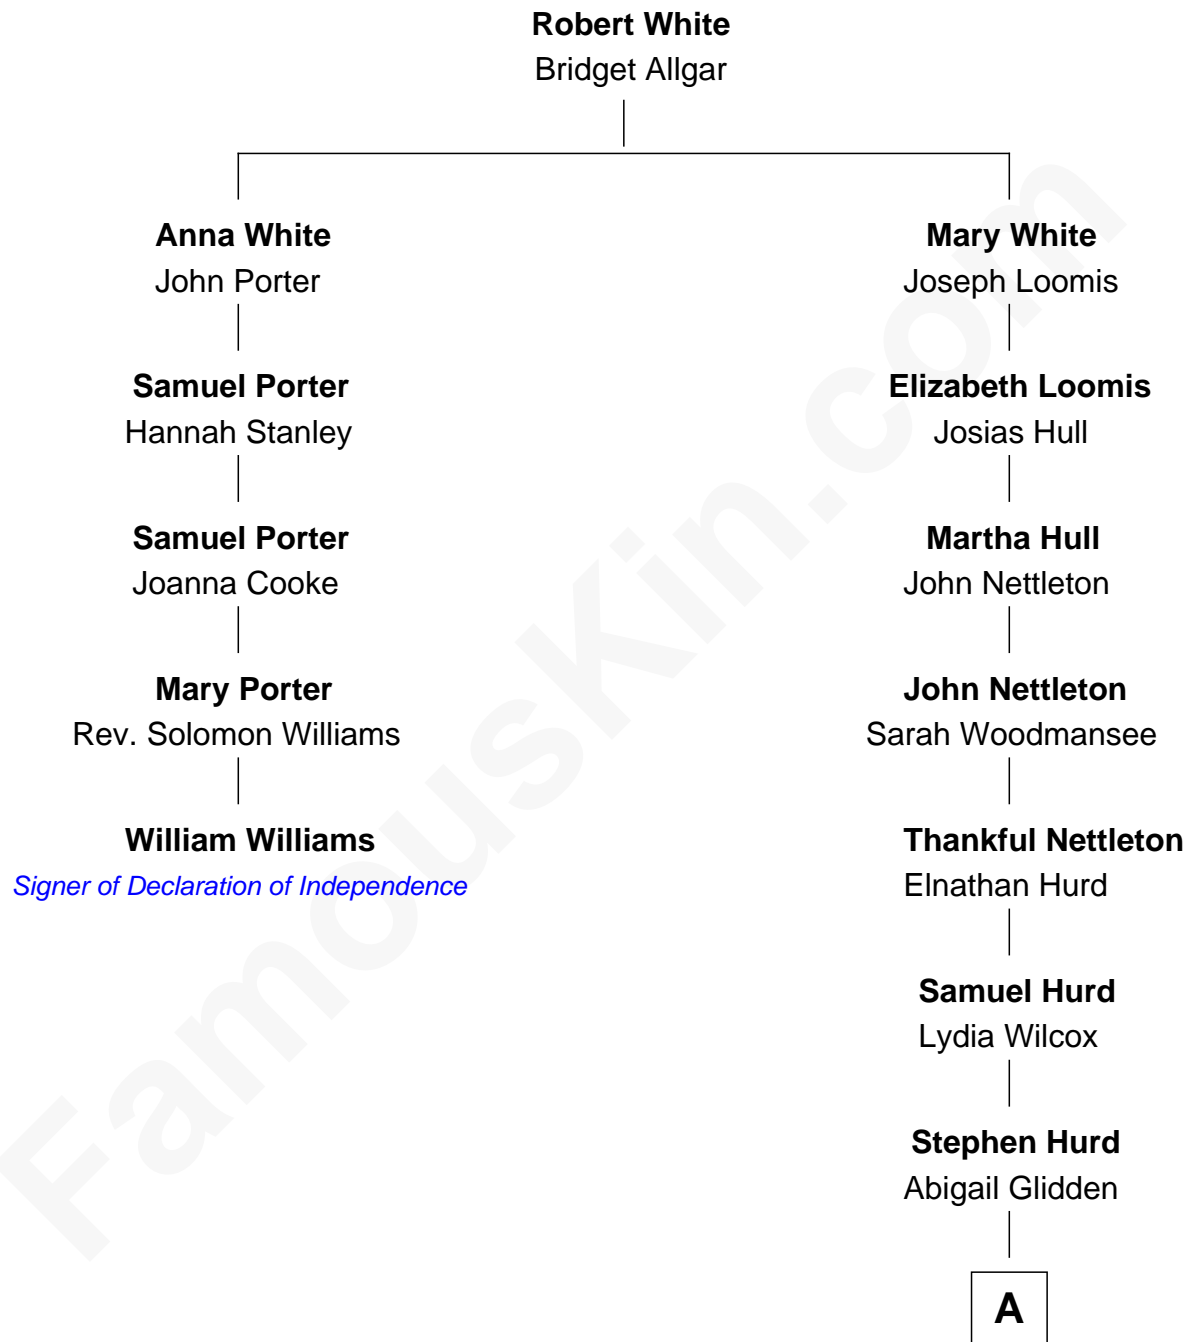 Robert White
Bridget Allgar
Anna White
John Porter
Mary White
Joseph Loomis
Samuel Porter
Hannah Stanley
Elizabeth Loomis
Josias Hull
Samuel Porter
Joanna Cooke
Martha Hull
John Nettleton
Mary Porter
Rev. Solomon Williams
John Nettleton
Sarah Woodmansee
William Williams
Signer of Declaration of Independence
Thankful Nettleton
Elnathan Hurd
Samuel Hurd
Lydia Wilcox
Stephen Hurd
Abigail Glidden
A
FamousKin.com